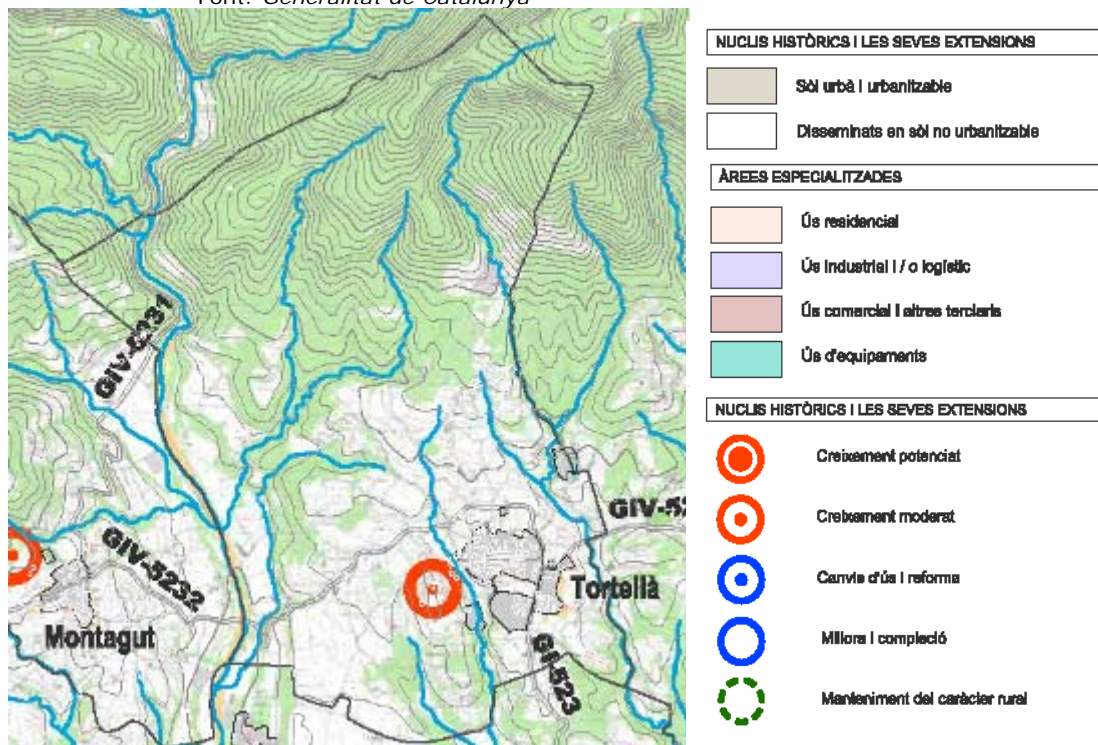 Font: Generalitat de Catalunya
NUCLIS HISTÒRICS I LES SEVES EXTENSIONS
Sòl urbà i urbanitzable
Disseminats en sòl no urbanitzable
ÀREES ESPECIALITZADES
Ús residencial
Ús industrial i / o logístic
Ús comercial i altres terciaris
Ús d'equipaments
NUCLIS HISTÒRICS I LES SEVES EXTENSIONS
Creixement potenciat
Creixement moderat
Canvis d'ús i reforma
Millora i compleció
Manteniment del caràcter rural
GIV-5231
GIV-52
GIV-5232
Tortellà
Montagut
GI-523